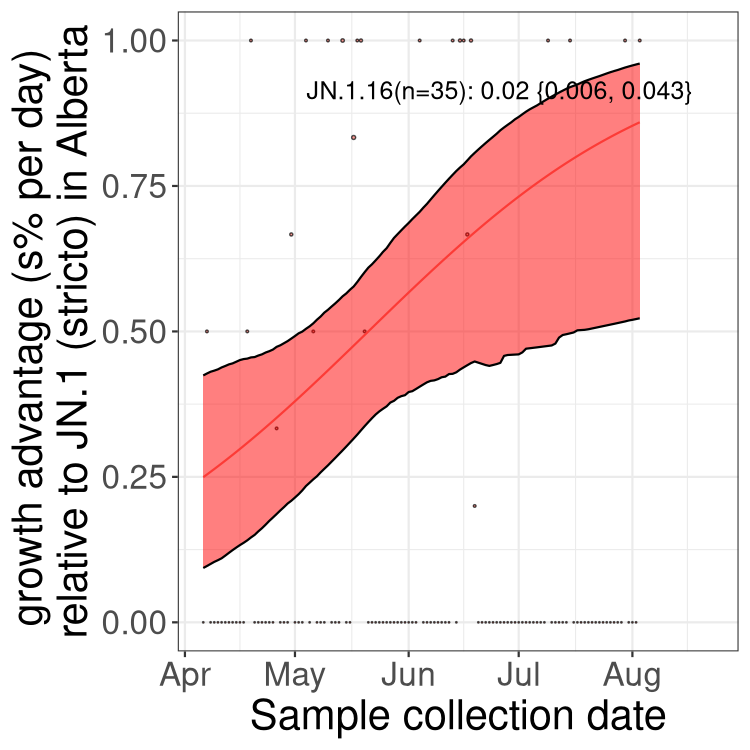 growth advantage (s% per day)
relative to JN.1 (stricto) in Alberta
1.00
0.75
0.50
0.25
0.00
JN.1.16(n=35): 0.02 {0.006, 0.043}
Apr May Jun Jul Aug
Sample collection date